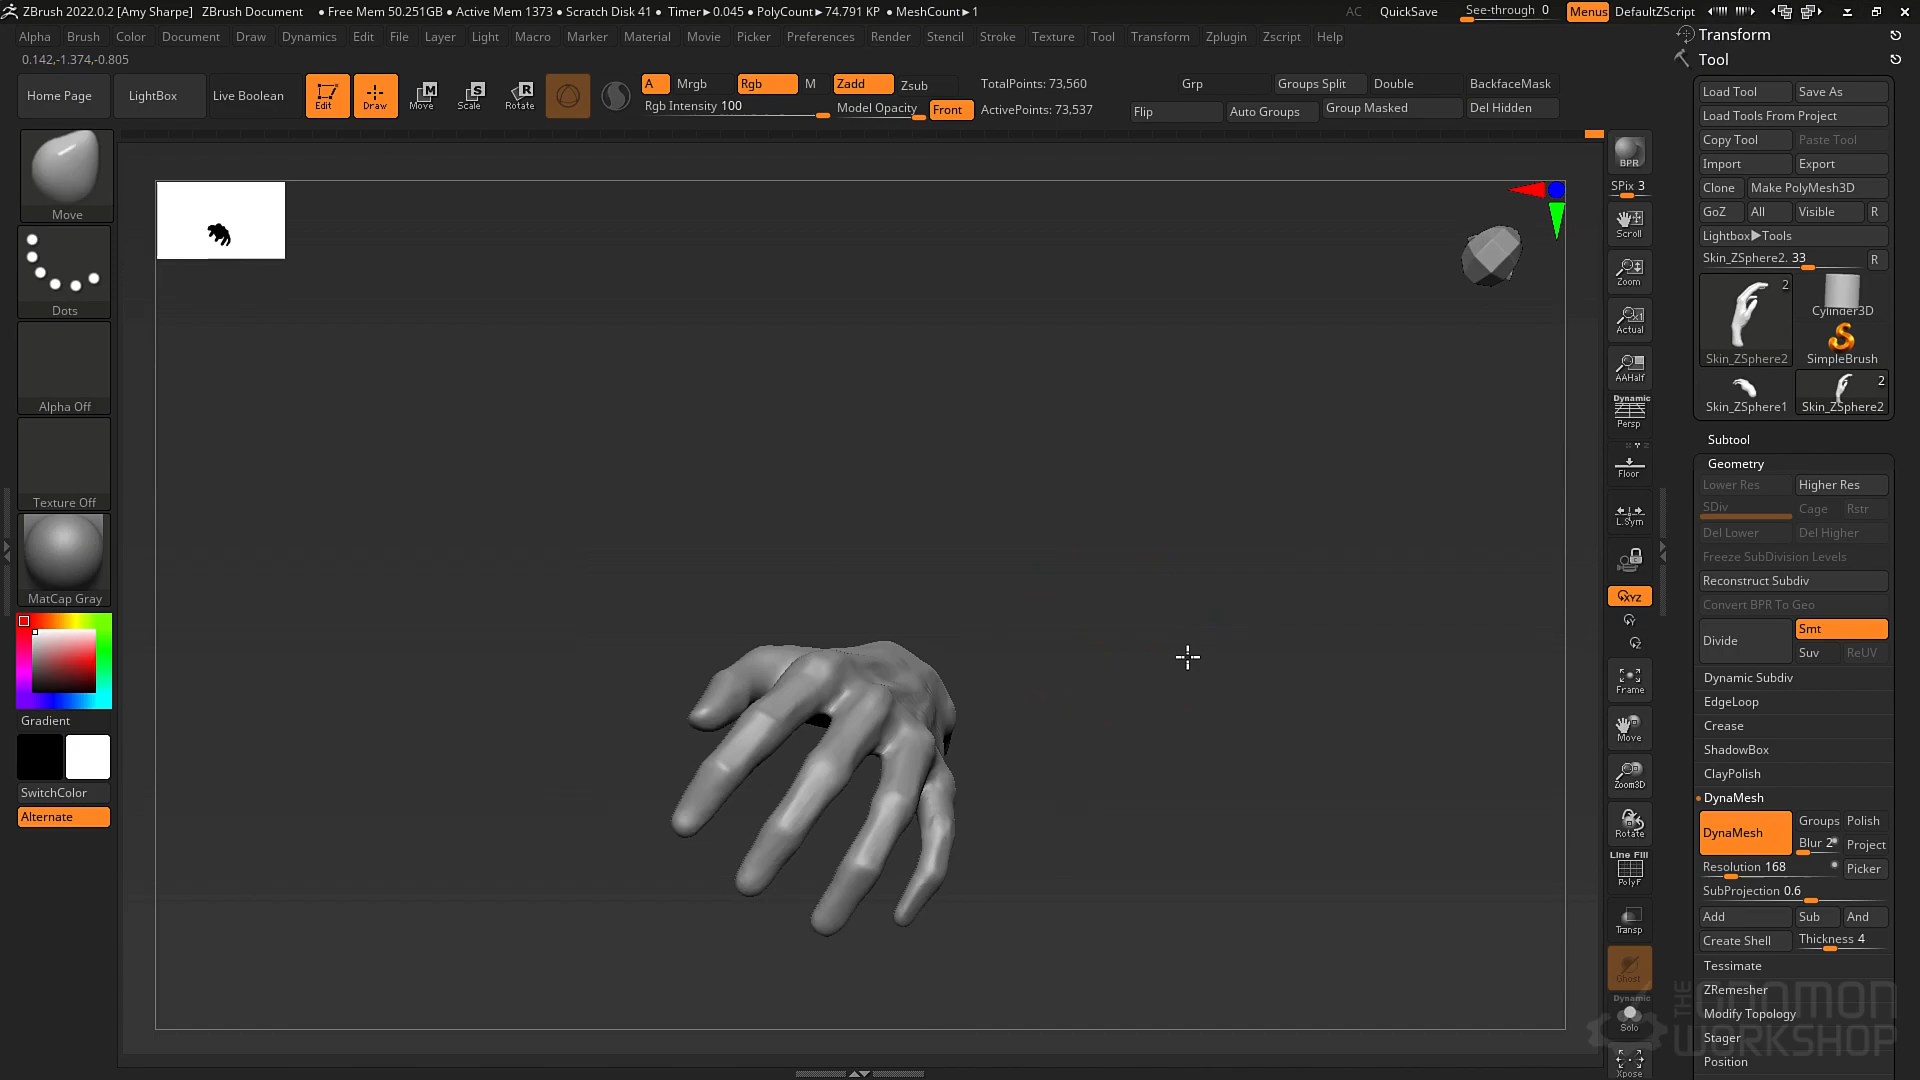 ZBrush 2022.0.2 [Amy Sharpe] ZBrush Document ● Free Mem 50.251GB ● Active Mem 1373 ● Scratch Disk 41 ● Timer►0.045 ● PolyCount►74.791 KP ● MeshCount►1 AC QuickSave See-through 0 Menus DefaultZScript
Alpha Brush Color Document Draw Dynamics Edit File Layer Light Macro Marker Material Movie Picker Preferences Render Stencil Stroke Texture Tool Transform Zplugin Zscript Help
0.142,-1.374,-0.805
Home Page LightBox Live Boolean Edit Draw Move Scale Rotate
A Mrgb Rgb M Zadd Zsub
Rgb Intensity 100 Model Opacity Front
TotalPoints: 73,560
ActivePoints: 73,537
Grp Groups Split Double BackfaceMask
Flip Auto Groups Group Masked Del Hidden
Move
Dots
Alpha Off
Texture Off
MatCap Gray
Gradient
SwitchColor
Alternate
BPR
SPix 3
Scroll
Zoom
Actual
AAHalf
Dynamic
Persp
Floor
L.Sym
XYZ
Y
Z
Frame
Move
Zoom3D
Rotate
Line Fill
PolyF
Transp
Ghost
Dynamic
Solo
Xpose
Transform
Tool
Load Tool Save As
Load Tools From Project
Copy Tool Paste Tool
Import Export
Clone Make PolyMesh3D
GoZ All Visible R
Lightbox►Tools
Skin_ZSphere2. 33 R
2
Skin_ZSphere2
Cylinder3D
SimpleBrush
Skin_ZSphere1
2
Skin_ZSphere2
Subtool
Geometry
Lower Res Higher Res
SDiv Cage Rstr
Del Lower Del Higher
Freeze SubDivision Levels
Reconstruct Subdiv
Convert BPR To Geo
Divide Smt
Suv ReUV
Dynamic Subdiv
EdgeLoop
Crease
ShadowBox
ClayPolish
DynaMesh
DynaMesh Groups Polish
Blur 2 Project
Resolution 168 Picker
SubProjection 0.6
Add Sub And
Create Shell Thickness 4
Tessimate
ZRemesher
Modify Topology
Stager
Position
THE GNOMON WORKSHOP